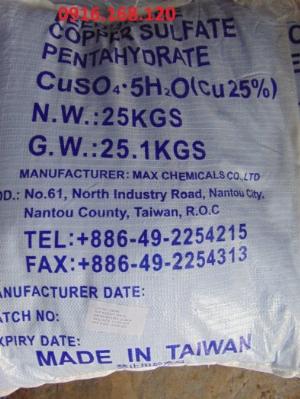 0916.168.120
COPPER SULFATE
PENTAHYDRATE
CuSO4·5H2O(Cu 25%)
N.W.:25KGS
G.W.:25.1KGS
MANUFACTURER: MAX CHEMICALS CO.,LTD
OD.: No.61, North Industry Road, Nantou City,
Nantou County, Taiwan, R.O.C
TEL:+886-49-2254215
FAX:+886-49-2254313
ANUFACTURER DATE:
ATCH NO:
XPIRY DATE:
MADE IN TAIWAN